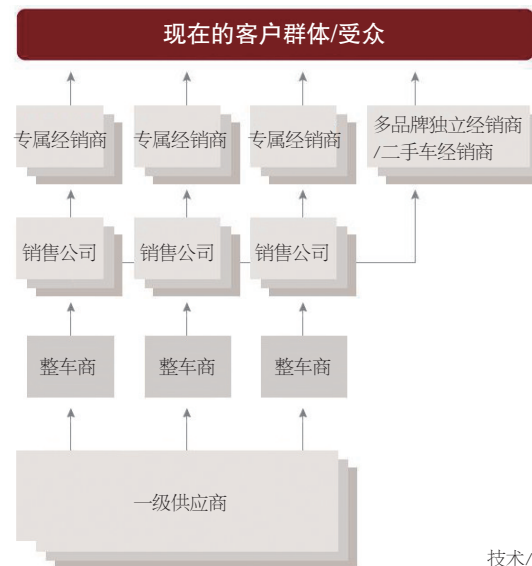 现在的客户群体/受众
专属经销商
专属经销商
专属经销商
多品牌独立经销商
/二手车经销商
销售公司
销售公司
销售公司
整车商
整车商
整车商
一级供应商
技术/